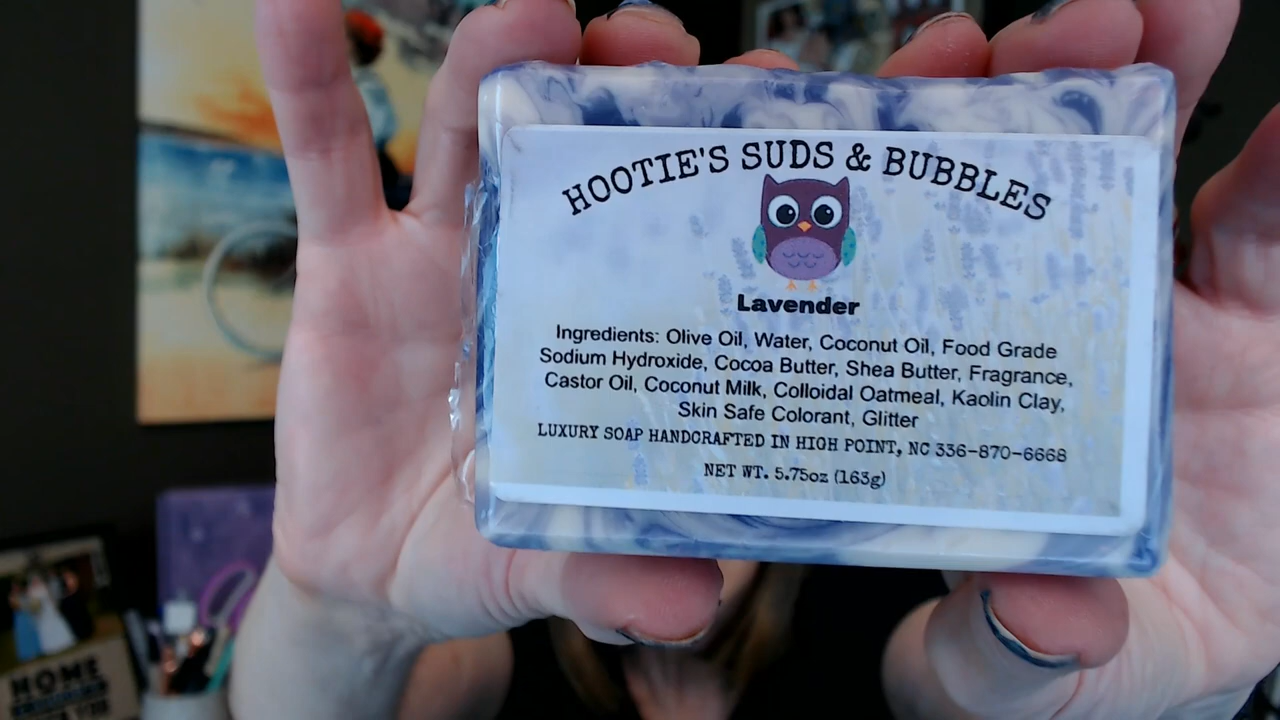 HOOTIE'S SUDS & BUBBLES
Lavender
Ingredients: Olive Oil, Water, Coconut Oil, Food Grade
Sodium Hydroxide, Cocoa Butter, Shea Butter, Fragrance,
Castor Oil, Coconut Milk, Colloidal Oatmeal, Kaolin Clay,
Skin Safe Colorant, Glitter
LUXURY SOAP HANDCRAFTED IN HIGH POINT, NC 336-870-6668
NET WT. 5.75oz (163g)
HOME